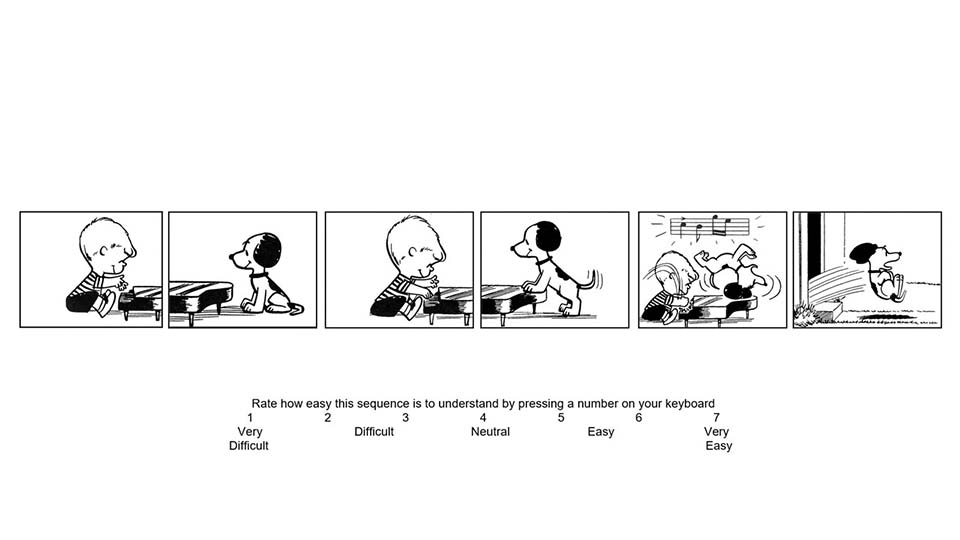 Rate how easy this sequence is to understand by pressing a number on your keyboard
1 2 3 4 5 6 7
Very Difficult Neutral Easy Very
Difficult Easy